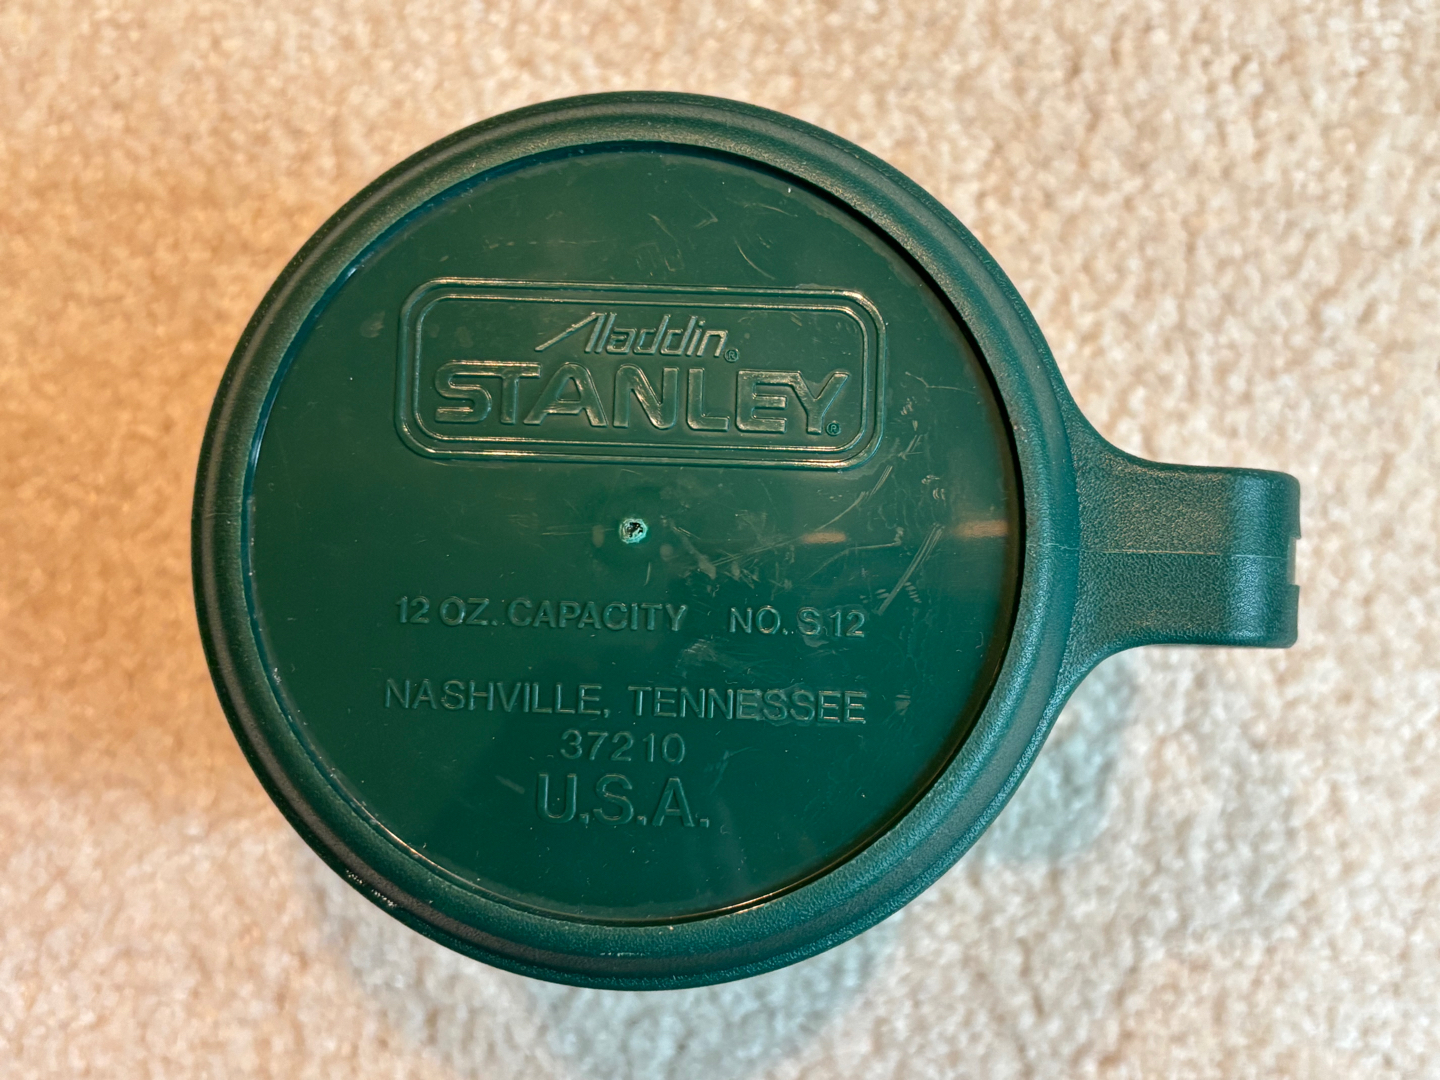 Aladdin®
STANLEY®
12 OZ. CAPACITY NO. S12
NASHVILLE, TENNESSEE
37210
U.S.A.